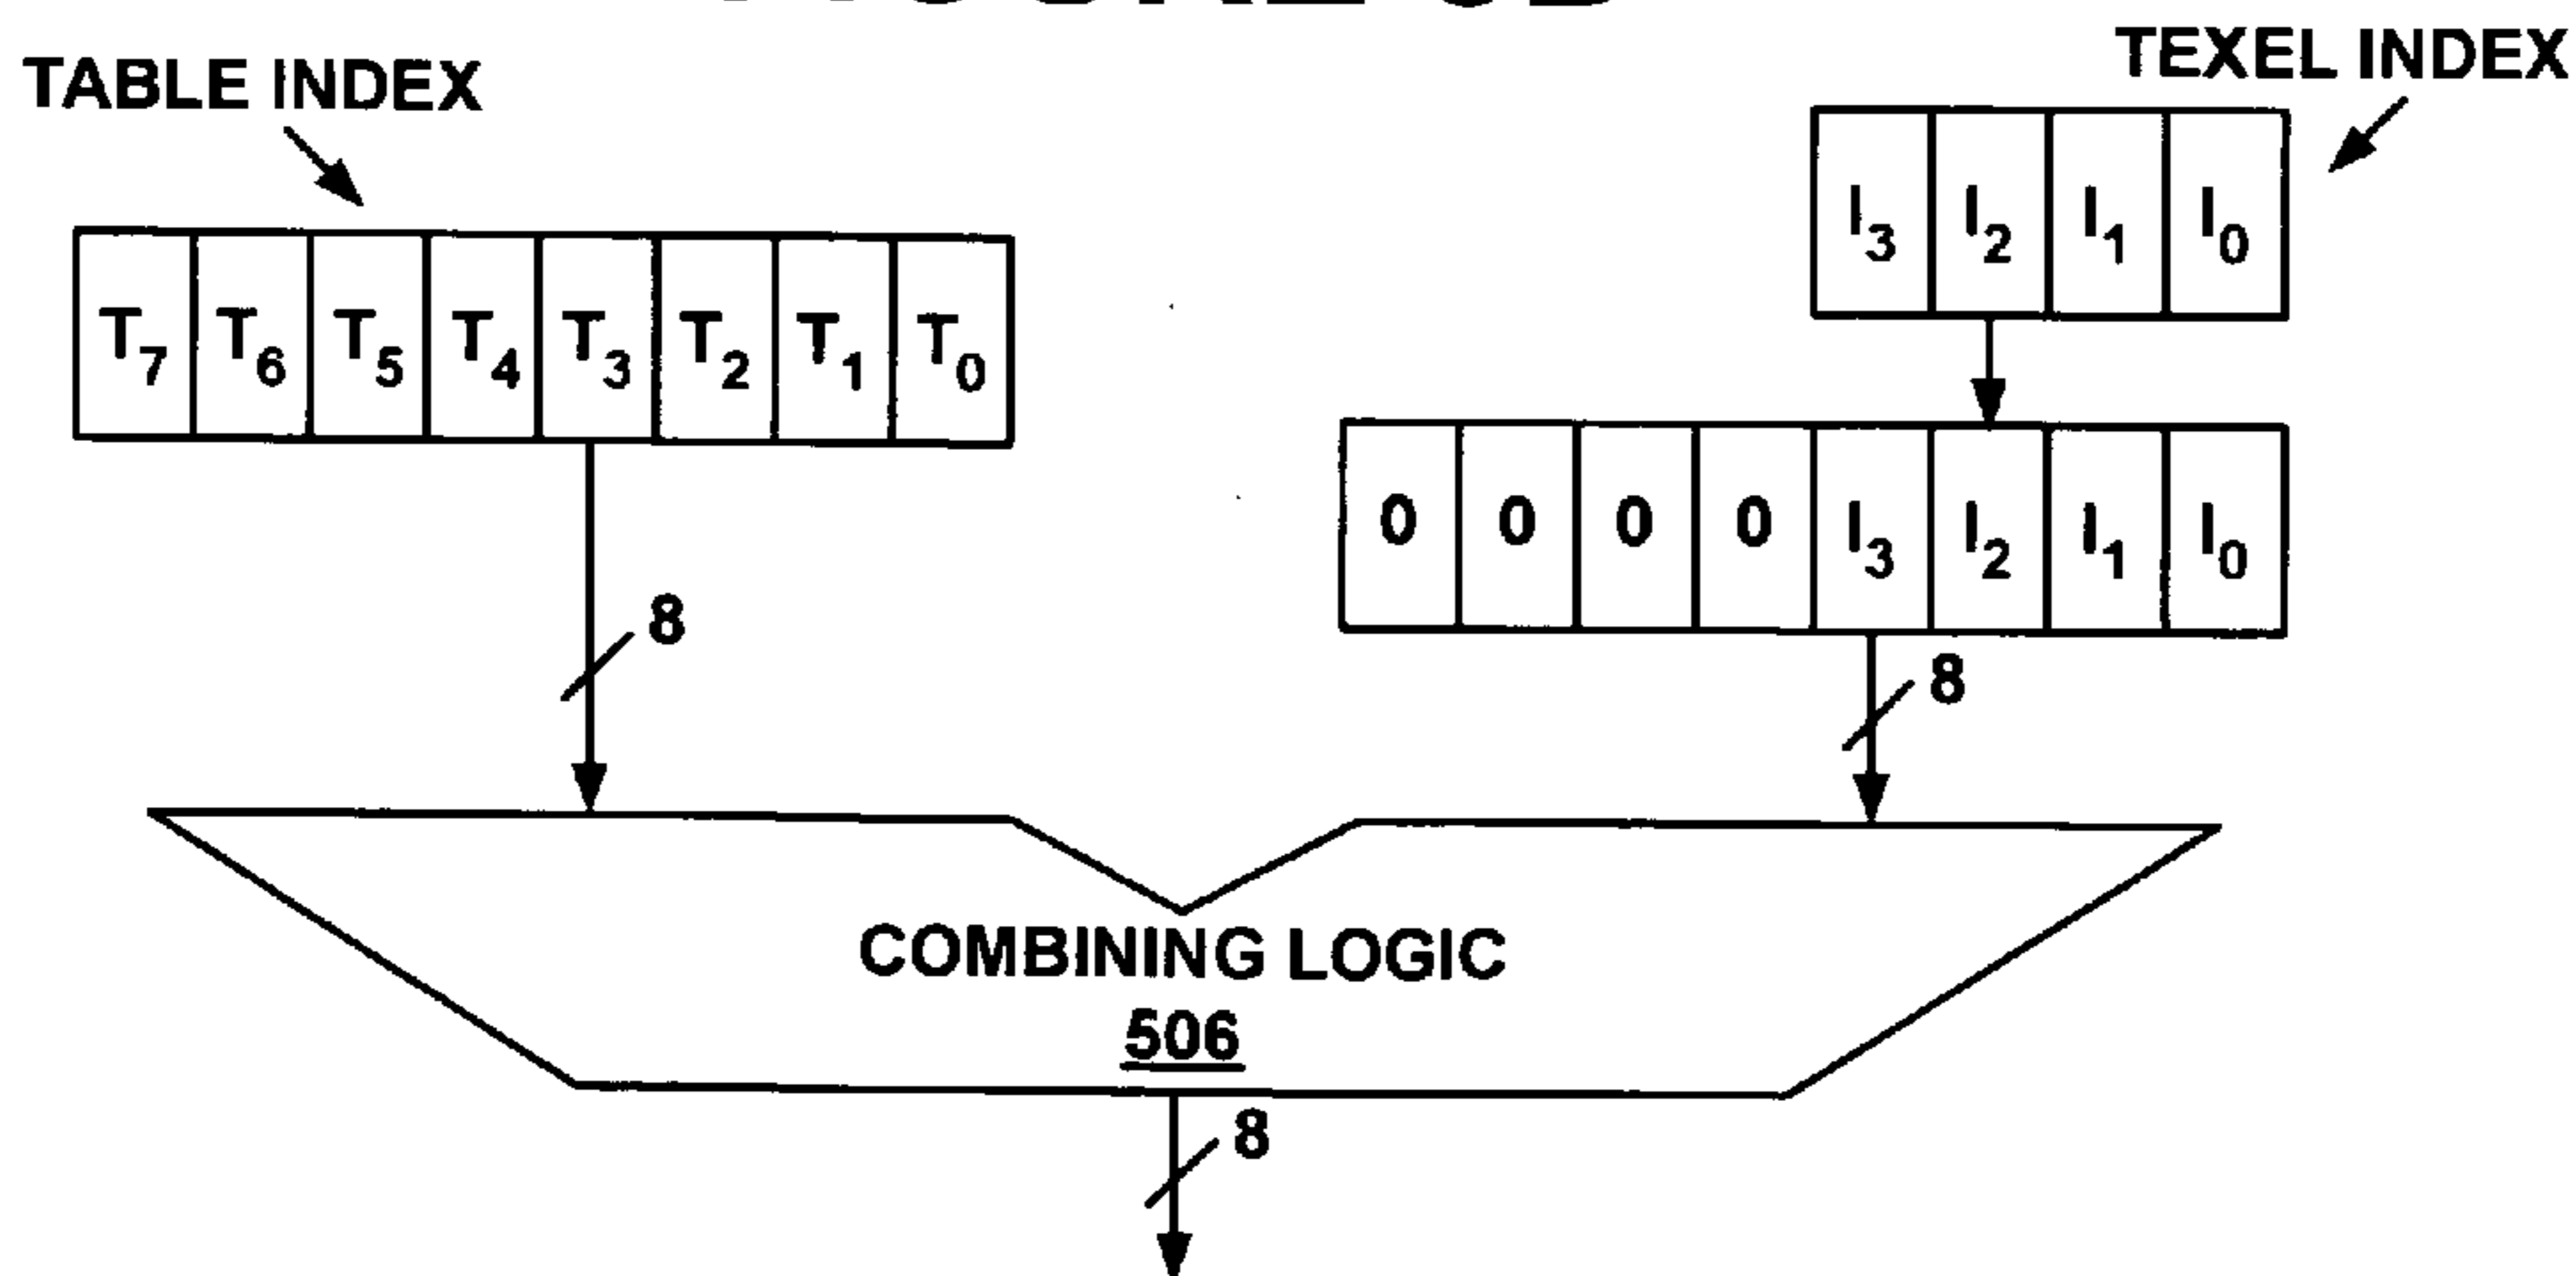 TABLE INDEX
TEXEL INDEX
I3 I2 I1 I0
T7 T6 T5 T4 T3 T2 T1 T0
0 0 0 0 I3 I2 I1 I0
8
8
COMBINING LOGIC
506
8